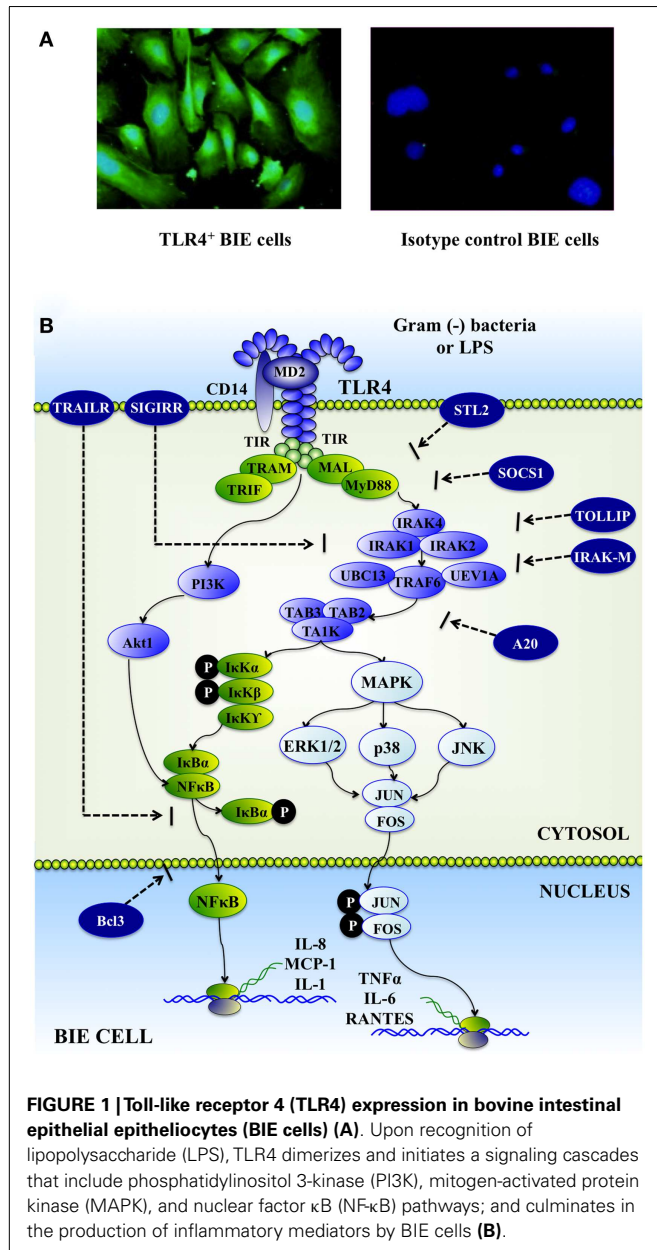 A
TLR4⁺ BIE cells
Isotype control BIE cells
B
Gram (-) bacteria
or LPS
MD2
CD14
TLR4
TRAILR
SIGIRR
STL2
TIR
TIR
TRAM
MAL
TRIF
MyD88
SOCS1
IRAK4
TOLLIP
IRAK1
IRAK2
IRAK-M
UBC13
TRAF6
UEV1A
PI3K
TAB3
TAB2
TA1K
Akt1
A20
P
IκKα
P
IκKβ
IκKϒ
MAPK
ERK1/2
p38
JNK
IκBα
NFκB
IκBα
P
JUN
FOS
CYTOSOL
NUCLEUS
Bcl3
NFκB
P
JUN
P
FOS
IL-8
MCP-1
IL-1
TNFα
IL-6
RANTES
BIE CELL
FIGURE 1 | Toll-like receptor 4 (TLR4) expression in bovine intestinal
epithelial epitheliocytes (BIE cells) (A). Upon recognition of
lipopolysaccharide (LPS), TLR4 dimerizes and initiates a signaling cascades
that include phosphatidylinositol 3-kinase (PI3K), mitogen-activated protein
kinase (MAPK), and nuclear factor κB (NF-κB) pathways; and culminates in
the production of inflammatory mediators by BIE cells (B).